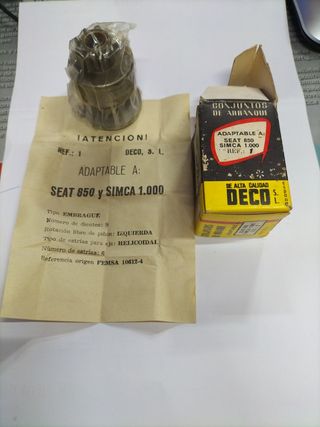 ¡ATENCION!
REF.: 1 DECO, S. L.
ADAPTABLE A:
SEAT 850 y SIMCA 1.000
Tipo EMBRAGUE
Número de dientes: 9
Rotación libre de piñón: IZQUIERDA
Tipo de estrías para eje: HELICOIDAL
Número de estrías: 6
Referencia origen FEMSA 10612-4
CONJUNTOS
DE ARRANQUE
ADAPTABLE A:
SEAT 850
SIMCA 1.000
REF.: 1
DE ALTA CALIDAD
DECO S.L.